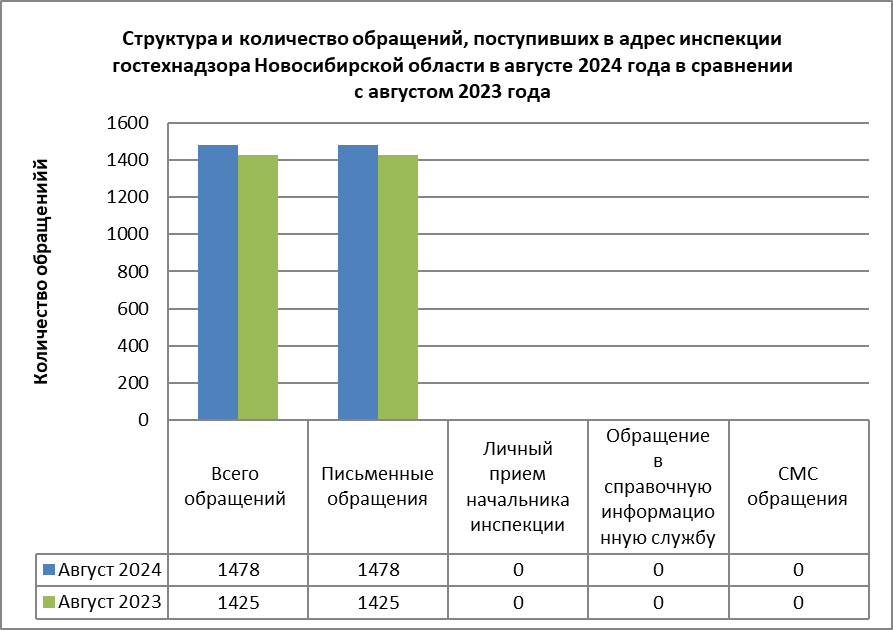 Структура и количество обращений, поступивших в адрес инспекции
гостехнадзора Новосибирской области в августе 2024 года в сравнении
с августом 2023 года
Количество обращенийй
1600
1400
1200
1000
800
600
400
200
0
Всего
обращений
Письменные
обращения
Личный
прием
начальника
инспекции
Обращение
в
справочную
информацио
нную службу
СМС
обращения
Август 2024 1478 1478 0 0 0
Август 2023 1425 1425 0 0 0